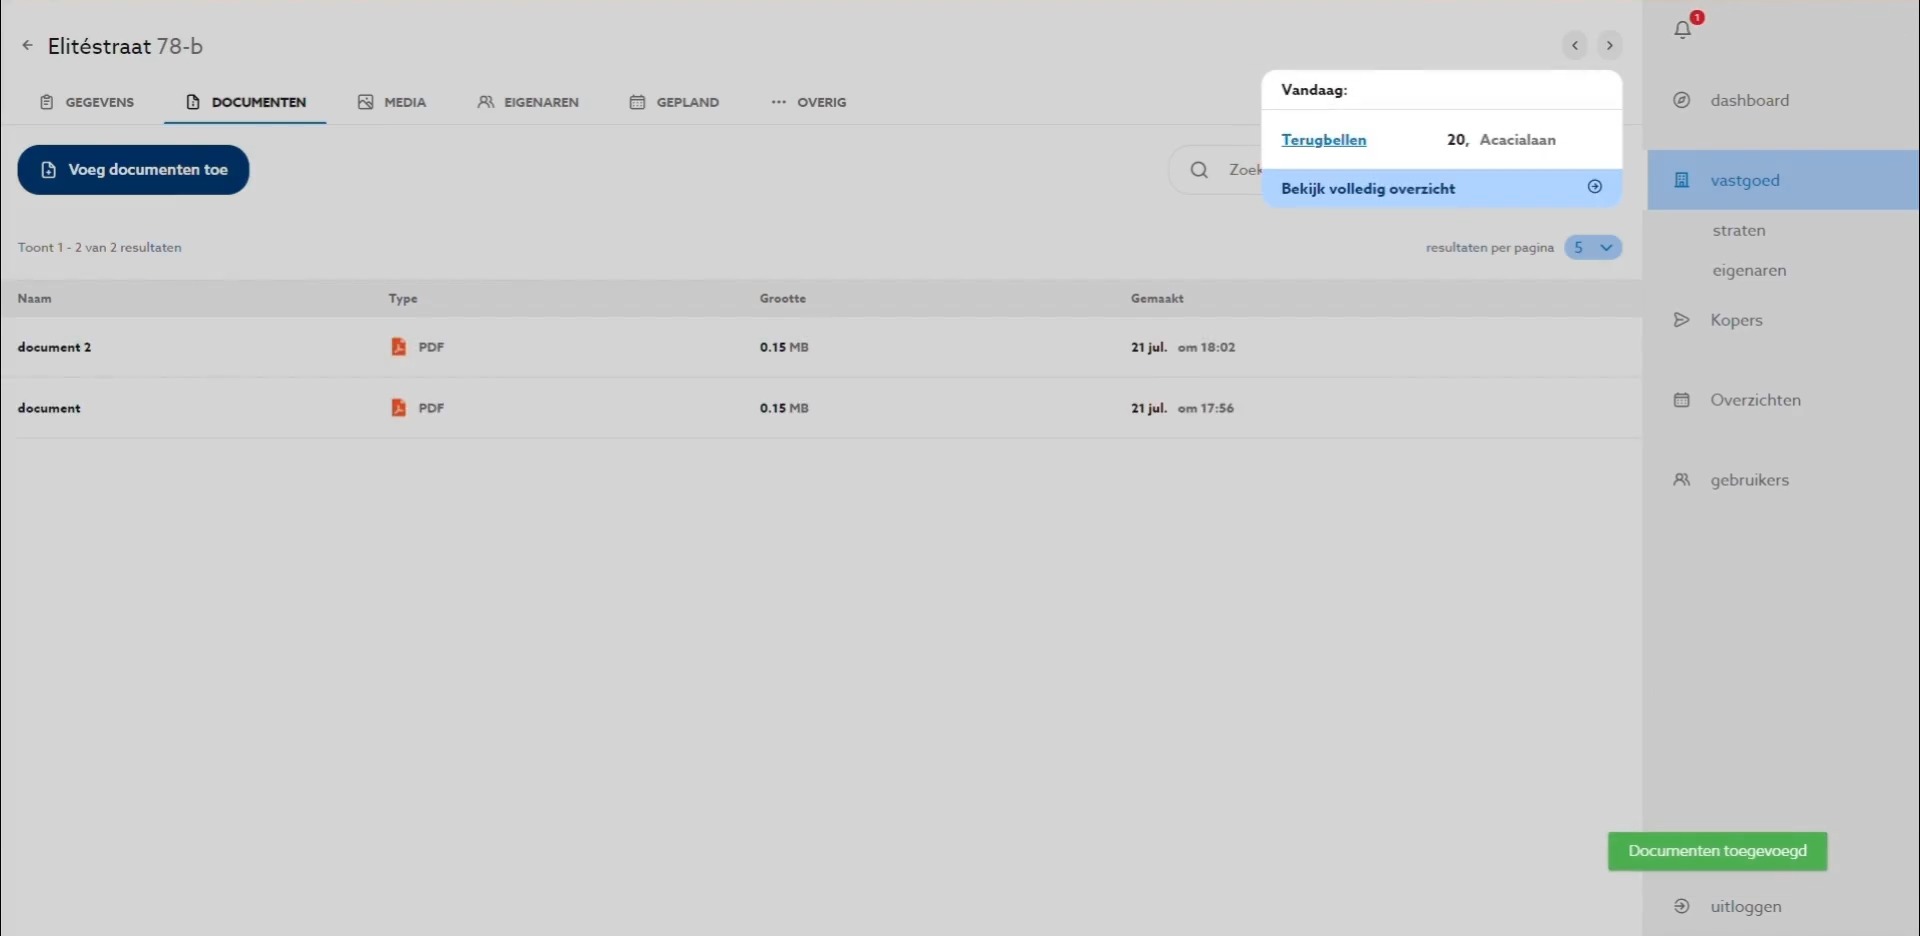 Elitéstraat 78-b
1
GEGEVENS DOCUMENTEN MEDIA EIGENAREN GEPLAND OVERIG
Vandaag:
Terugbellen 20, Acacialaan
Bekijk volledig overzicht
Voeg documenten toe
Zoek
Toont 1 - 2 van 2 resultaten
resultaten per pagina 5
Naam Type Grootte Gemaakt
document 2 PDF 0.15 MB 21 jul. om 18:02
document PDF 0.15 MB 21 jul. om 17:56
dashboard
vastgoed
straten
eigenaren
Kopers
Overzichten
gebruikers
Documenten toegevoegd
uitloggen